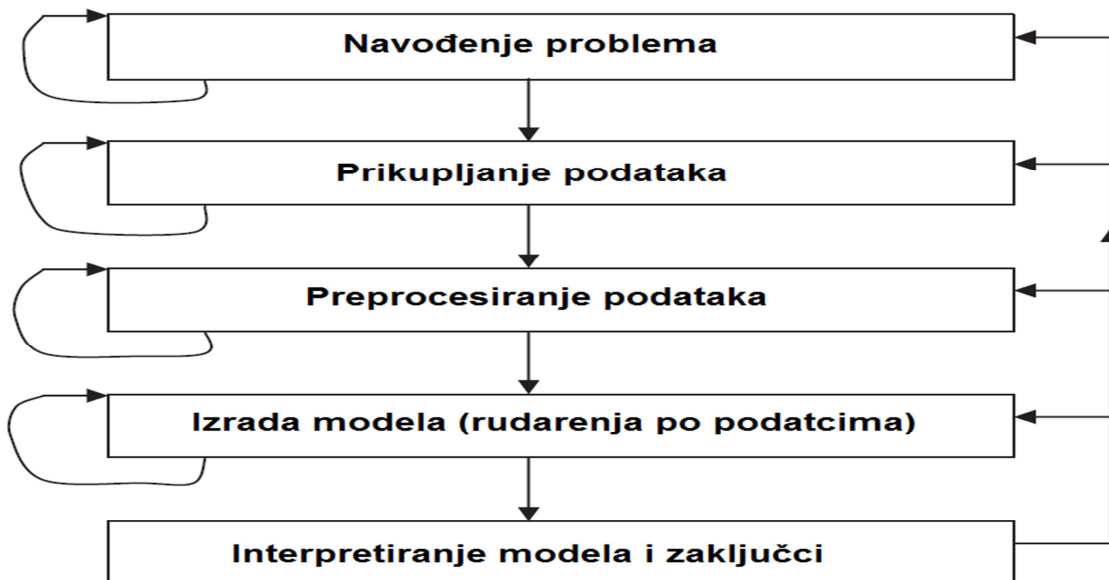 Navođenje problema
Prikupljanje podataka
Preprocesiranje podataka
Izrada modela (rudarenja po podatcima)
Interpretiranje modela i zaključci